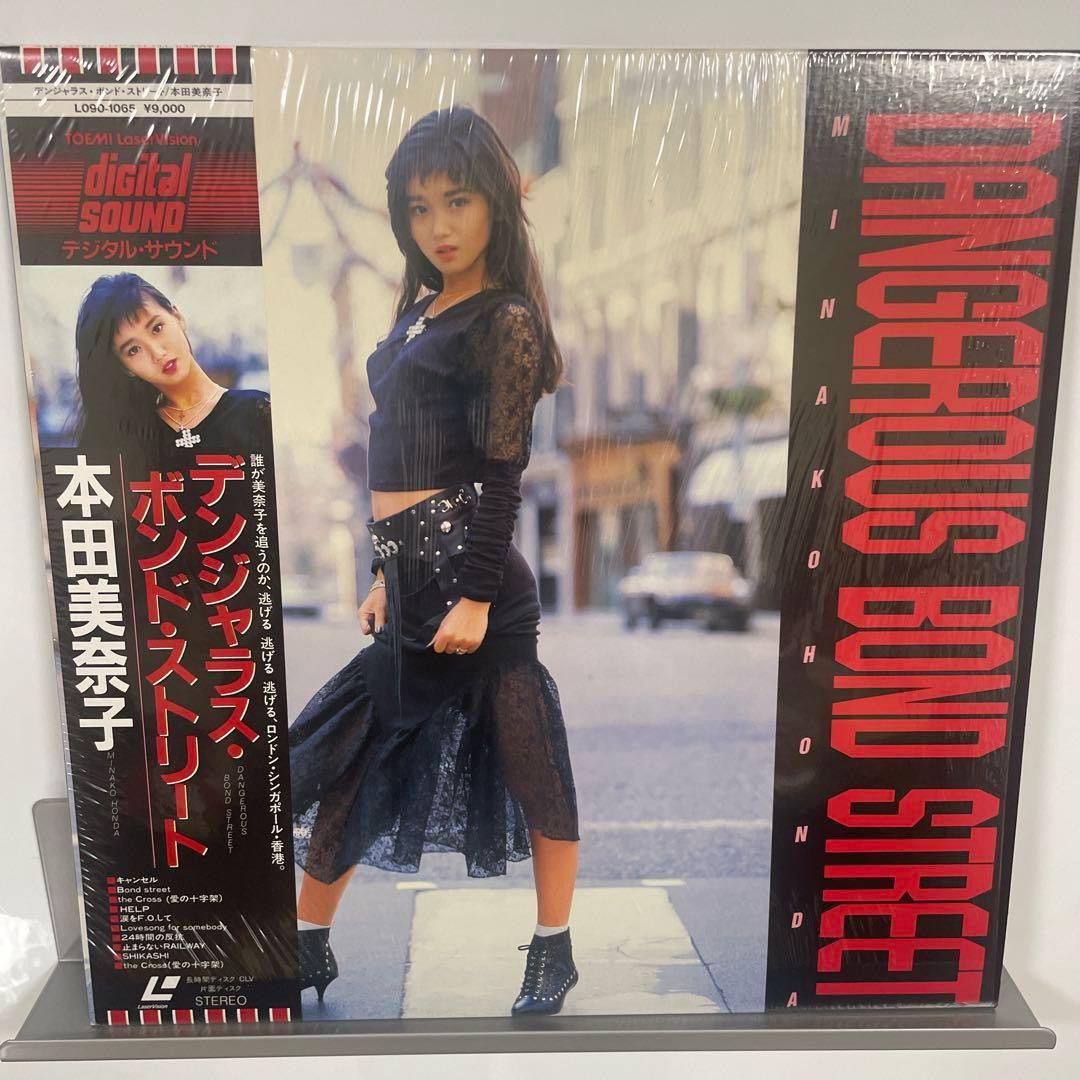 デンジャラス・ボンド・ストリート/本田美奈子
L090-1065 ¥9,000
TOEMI LaserVision
digital
SOUND
デジタル・サウンド
誰が美奈子を追うのか、逃げる 逃げる 逃げる、ロンドン・シンガポール・香港。
デンジャラス・
ボンド・ストリート
DANGEROUS
BOND STREET
本田美奈子
MINAKO HONDA
キャンセル
Bond street
the Cross (愛の十字架)
HELP
涙をF.O.して
Lovesong for somebody
24時間の反抗
止まらないRAILWAY
SHIKASHI
the Cross (愛の十字架)
長時間ディスク CLV
片面ディスク
STEREO
LaserVision
MINAKO HONDA
DANGEROUS BOND STREET